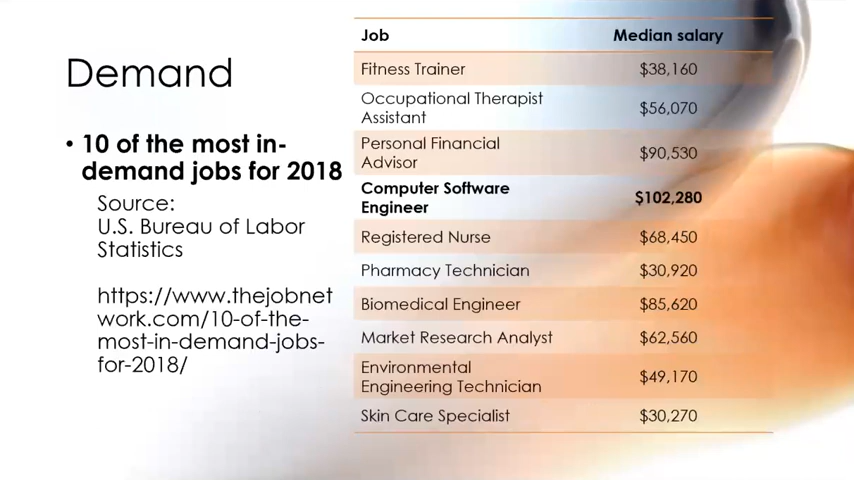 Demand
• 10 of the most in-
demand jobs for 2018
Source:
U.S. Bureau of Labor
Statistics
https://www.thejobnet
work.com/10-of-the-
most-in-demand-jobs-
for-2018/
Job Median salary
Fitness Trainer $38,160
Occupational Therapist
Assistant $56,070
Personal Financial
Advisor $90,530
Computer Software
Engineer $102,280
Registered Nurse $68,450
Pharmacy Technician $30,920
Biomedical Engineer $85,620
Market Research Analyst $62,560
Environmental
Engineering Technician $49,170
Skin Care Specialist $30,270